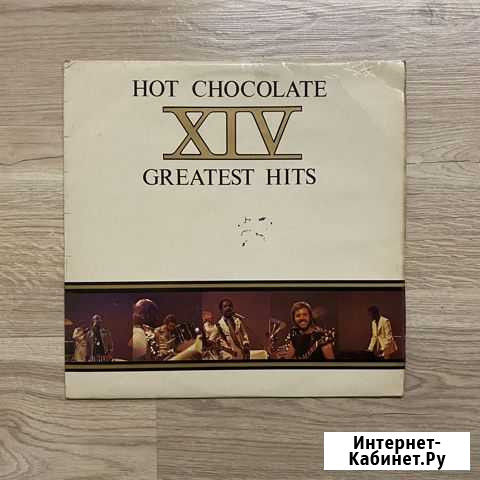 HOT CHOCOLATE
XIV
GREATEST HITS
Интернет-
Кабинет.Ру